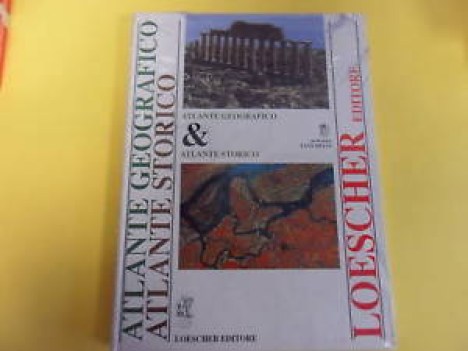 ATLANTE GEOGRAFICO
ATLANTE STORICO
ATLANTE GEOGRAFICO
&
ATLANTE STORICO
LOESCHER EDITORE
LOESCHER EDITORE